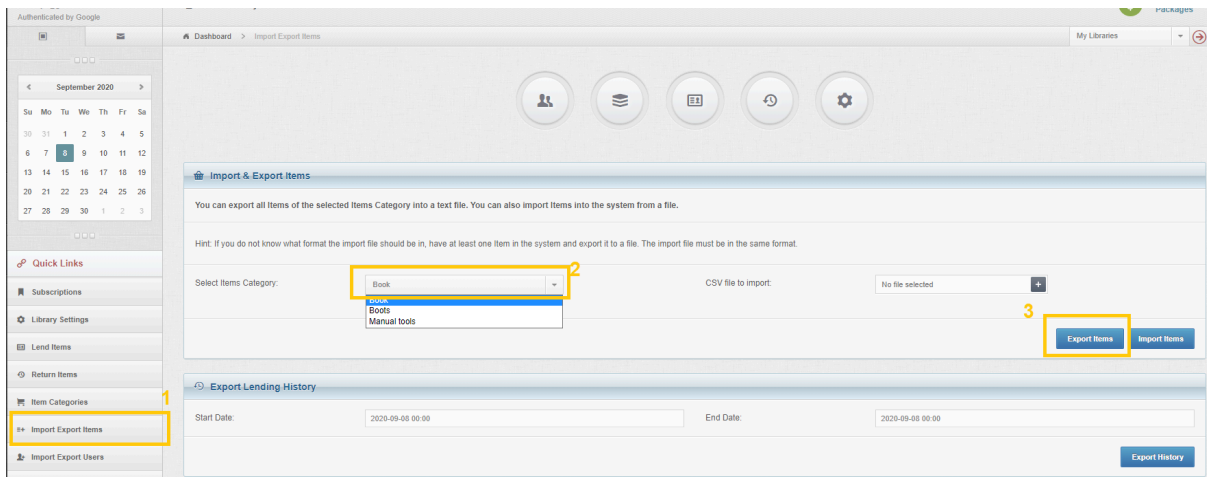 Authenticated by Google
Packages
Dashboard > Import Export Items
My Libraries
< September 2020 >
Su Mo Tu We Th Fr Sa
30 31 1 2 3 4 5
6 7 8 9 10 11 12
13 14 15 16 17 18 19
20 21 22 23 24 25 26
27 28 29 30 1 2 3
Quick Links
Subscriptions
Library Settings
Lend Items
Return Items
Item Categories
1
Import Export Items
Import Export Users
Import & Export Items
You can export all Items of the selected Items Category into a text file. You can also import Items into the system from a file.
Hint: If you do not know what format the import file should be in, have at least one Item in the system and export it to a file. The import file must be in the same format.
2
Select Items Category:
Book
Book
Boots
Manual tools
CSV file to import:
No file selected
+
3
Export Items
Import Items
Export Lending History
Start Date:
2020-09-08 00:00
End Date:
2020-09-08 00:00
Export History